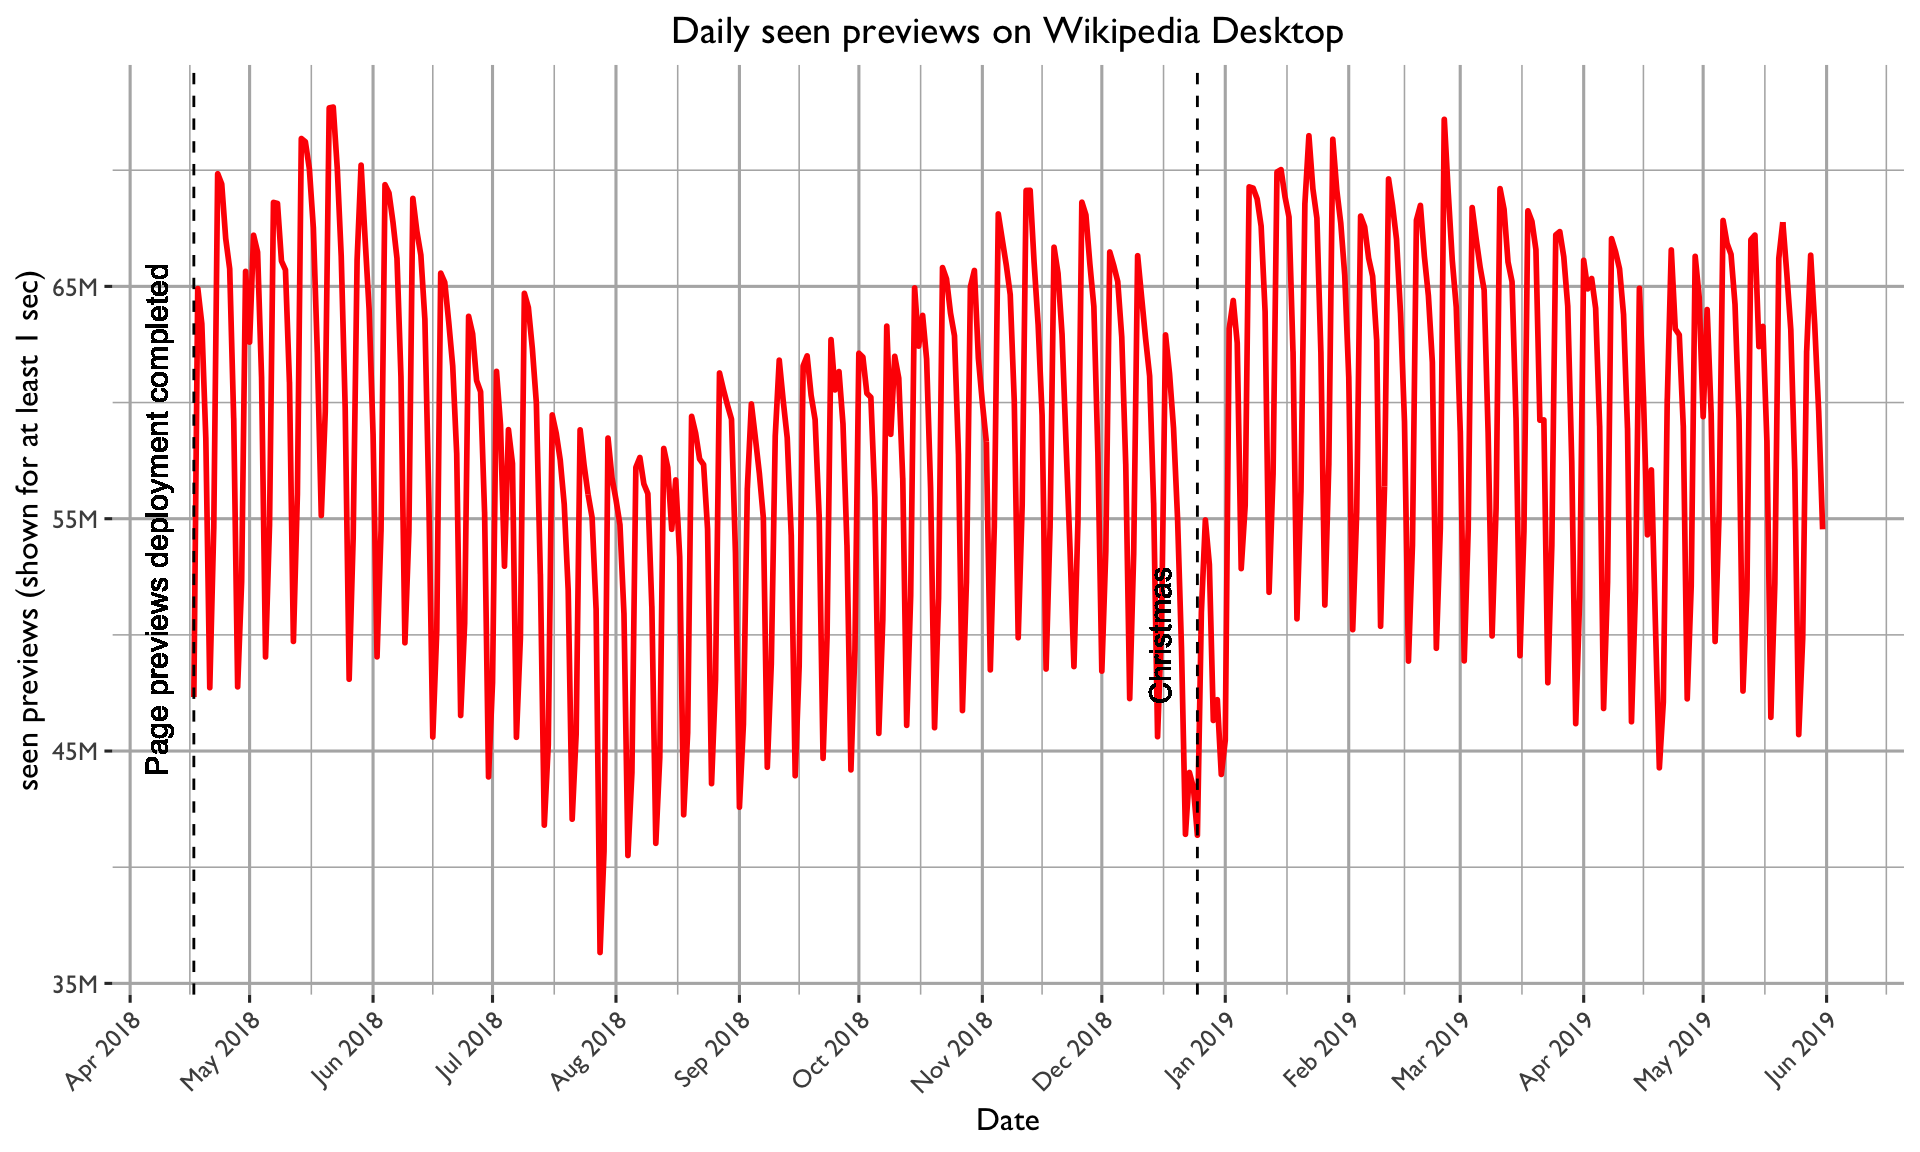 Daily seen previews on Wikipedia Desktop
seen previews (shown for at least 1 sec)
65M
55M
45M
35M
Page previews deployment completed
Christmas
Apr 2018
May 2018
Jun 2018
Jul 2018
Aug 2018
Sep 2018
Oct 2018
Nov 2018
Dec 2018
Jan 2019
Feb 2019
Mar 2019
Apr 2019
May 2019
Jun 2019
Date